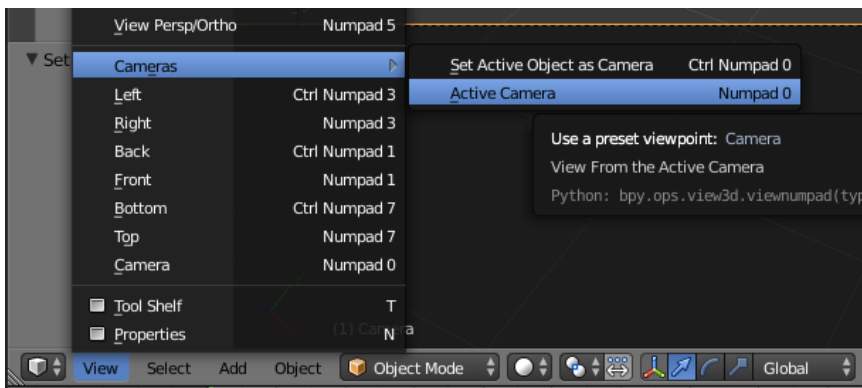 View Persp/Ortho Numpad 5
Set
Cameras
Left Ctrl Numpad 3
Right Numpad 3
Back Ctrl Numpad 1
Front Numpad 1
Bottom Ctrl Numpad 7
Top Numpad 7
Camera Numpad 0
Tool Shelf T
Properties N
Set Active Object as Camera Ctrl Numpad 0
Active Camera Numpad 0
Use a preset viewpoint: Camera
View From the Active Camera
Python: bpy.ops.view3d.viewnumpad(typ
(1) Camera
View Select Add Object Object Mode Global